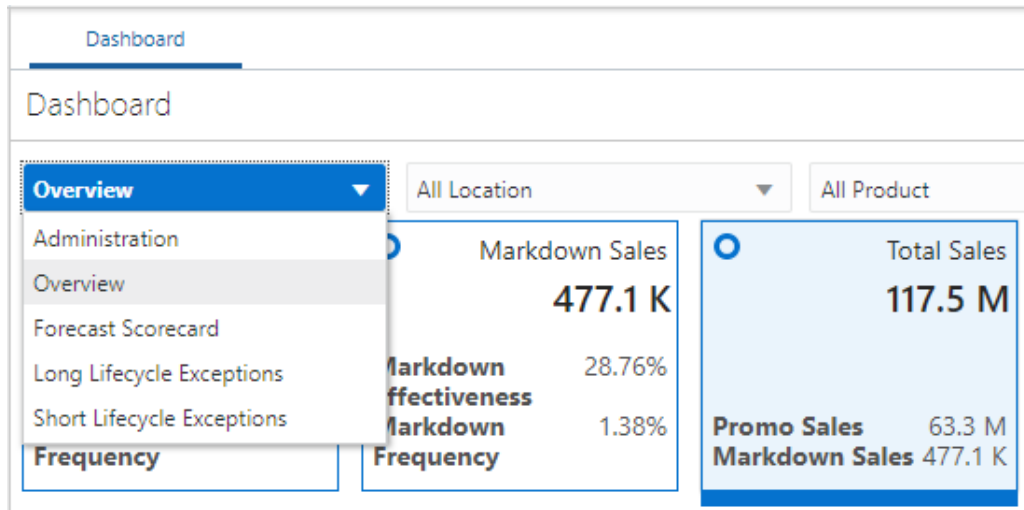 Dashboard
Dashboard
Overview
All Location
All Product
Administration
Overview
Forecast Scorecard
Long Lifecycle Exceptions
Short Lifecycle Exceptions
Frequency
Markdown Sales
477.1 K
Markdown 28.76%
Effectiveness
Markdown 1.38%
Frequency
Total Sales
117.5 M
Promo Sales 63.3 M
Markdown Sales 477.1 K